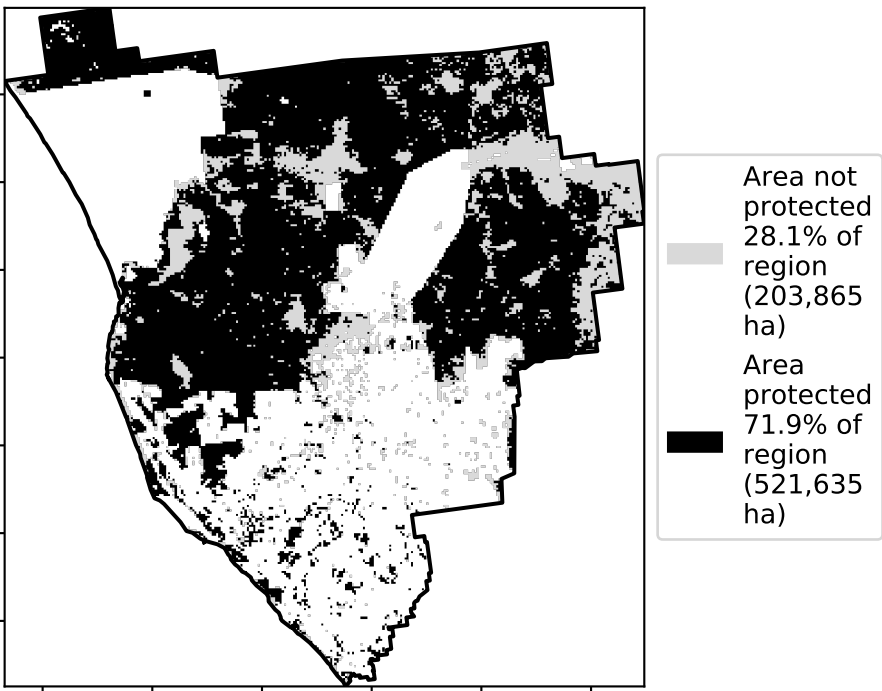 Area not
protected
28.1% of
region
(203,865
ha)
Area
protected
71.9% of
region
(521,635
ha)